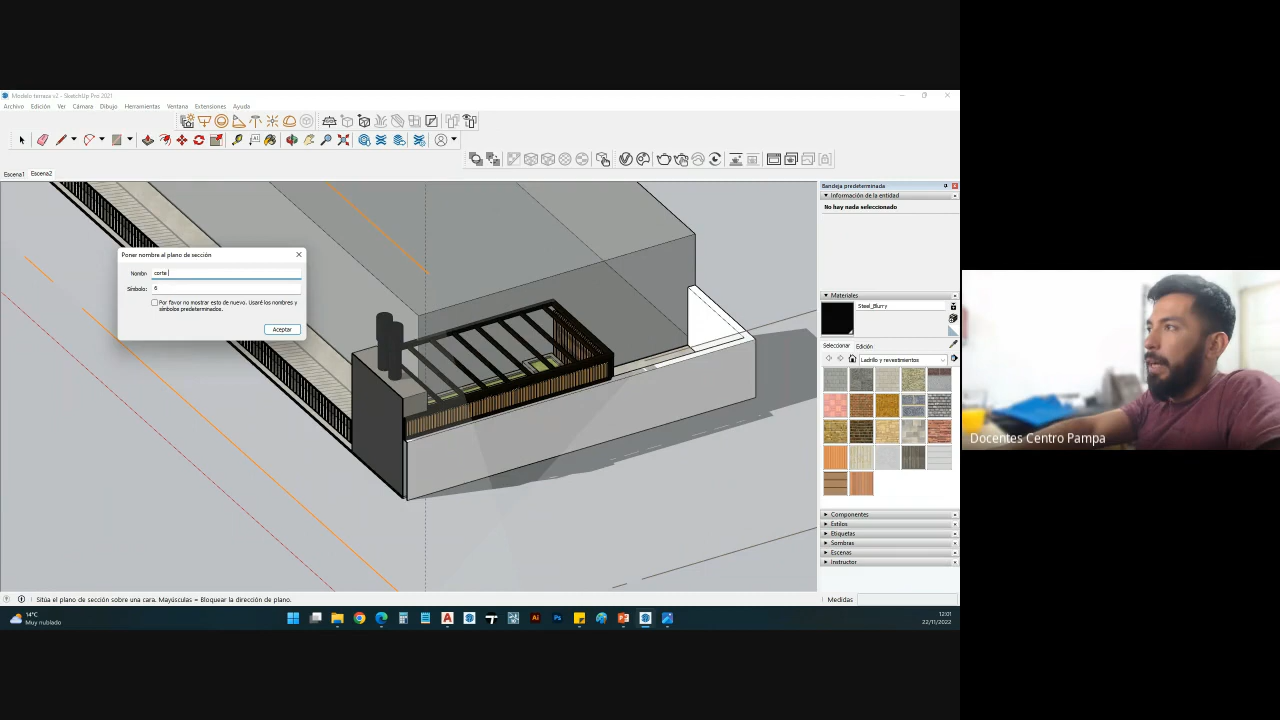 Modelo terraza v2 - SketchUp Pro 2021
Archivo Edición Ver Cámara Dibujo Herramientas Ventana Extensiones Ayuda
Escena1 Escena2
Bandeja predeterminada
Información de la entidad
No hay nada seleccionado
Poner nombre al plano de sección
Nombre: corte
Símbolo: 6
Por favor no mostrar esto de nuevo. Usaré los nombres y
símbolos predeterminados.
Aceptar
Materiales
Steel_Blurry
Seleccionar Edición
Ladrillo y revestimientos
Docentes Centro Pampa
Componentes
Estilos
Etiquetas
Sombras
Escenas
Instructor
Sitúa el plano de sección sobre una cara. Mayúsculas = Bloquear la dirección de plano.
Medidas
14°C
Muy nublado
12:01
22/11/2022